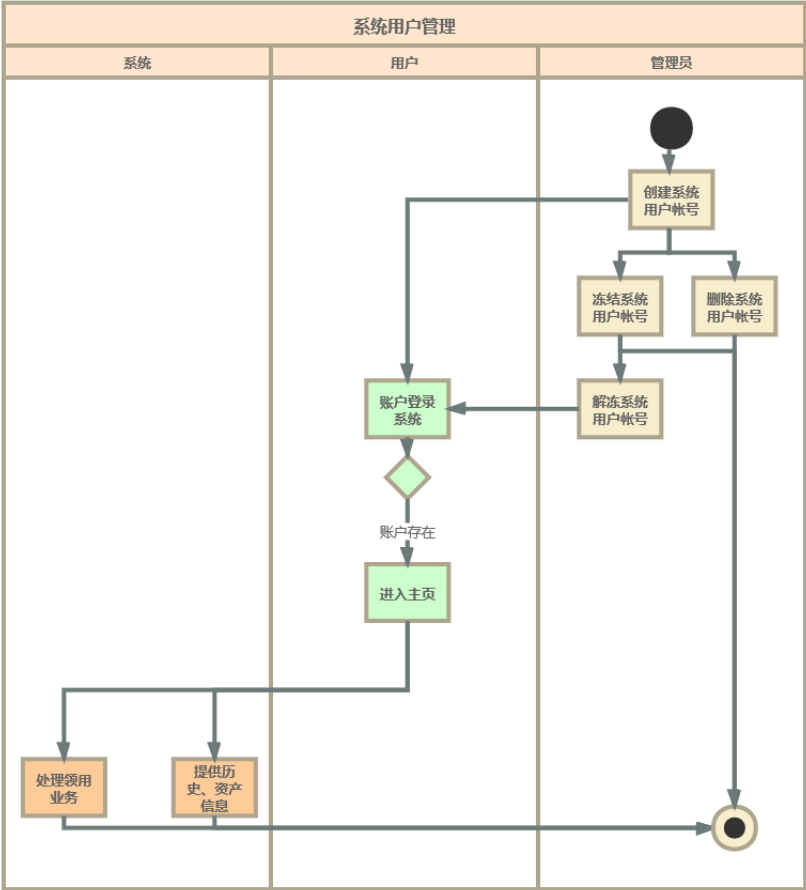 系统用户管理
系统
用户
管理员
创建系统
用户帐号
冻结系统
用户帐号
删除系统
用户帐号
账户登录
系统
解冻系统
用户帐号
账户存在
进入主页
处理领用
业务
提供历
史、资产
信息